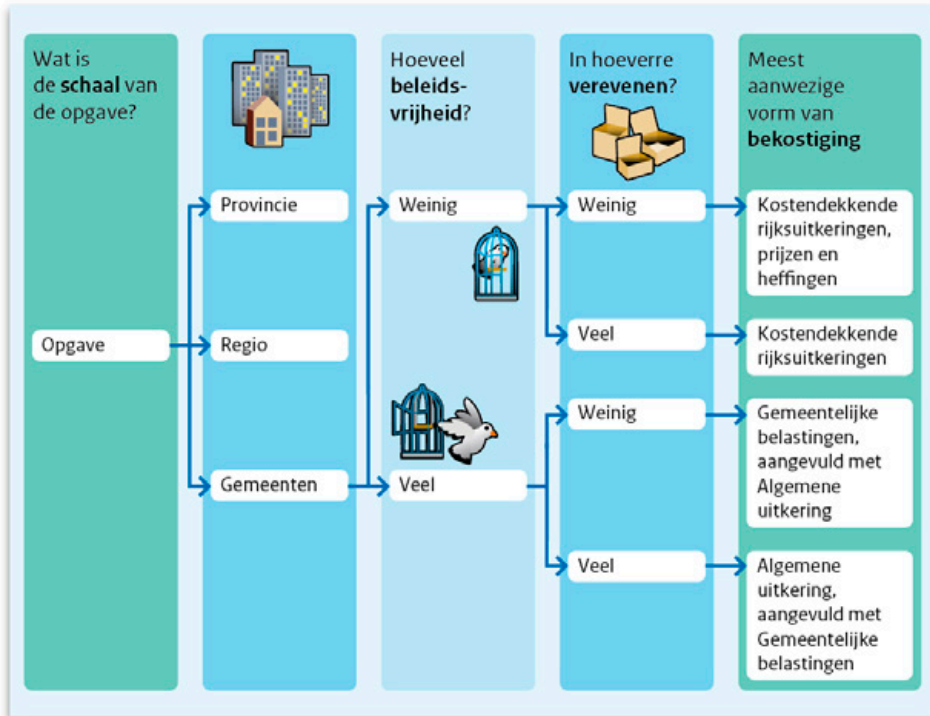 Wat is
de schaal van
de opgave?
Opgave
Provincie
Regio
Gemeenten
Hoeveel
beleids-
vrijheid?
Weinig
Veel
In hoeverre
verevenen?
Weinig
Veel
Weinig
Veel
Meest
aanwezige
vorm van
bekostiging
Kostendekkende
rijksuitkeringen,
prijzen en
heffingen
Kostendekkende
rijksuitkeringen
Gemeentelijke
belastingen,
aangevuld met
Algemene
uitkering
Algemene
uitkering,
aangevuld met
Gemeentelijke
belastingen